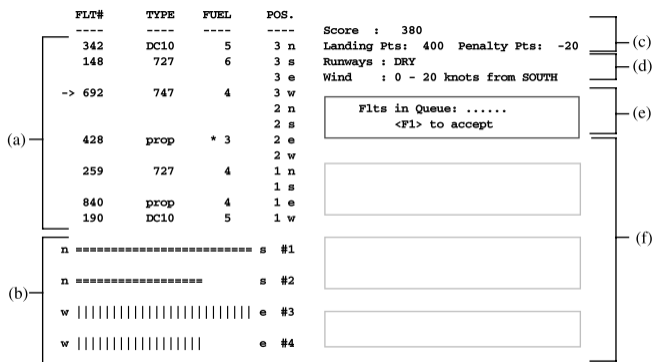 FLT# TYPE FUEL POS.
---- ---- ---- ----
342 DC10 5 3 n
148 727 6 3 s
3 e
-> 692 747 4 3 w
2 n
2 s
428 prop * 3 2 e
2 w
259 727 4 1 n
1 s
840 prop 4 1 e
190 DC10 5 1 w
(a)
n ========================= s #1
n ================== s #2
w ||||||||||||||||||||||||| e #3
w |||||||||||||||||| e #4
(b)
Score : 380
Landing Pts: 400 Penalty Pts: -20
(c)
Runways : DRY
Wind : 0 - 20 knots from SOUTH
(d)
Flts in Queue: ......
<F1> to accept
(e)
(f)